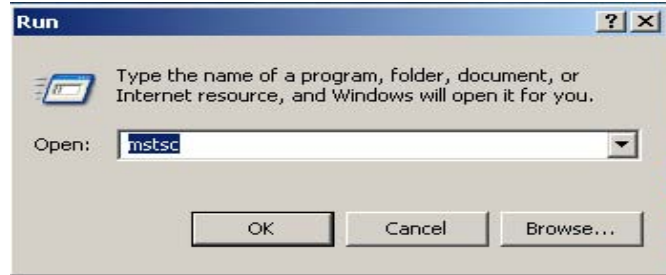 Run
Type the name of a program, folder, document, or
Internet resource, and Windows will open it for you.
Open: mstsc
OK Cancel Browse...